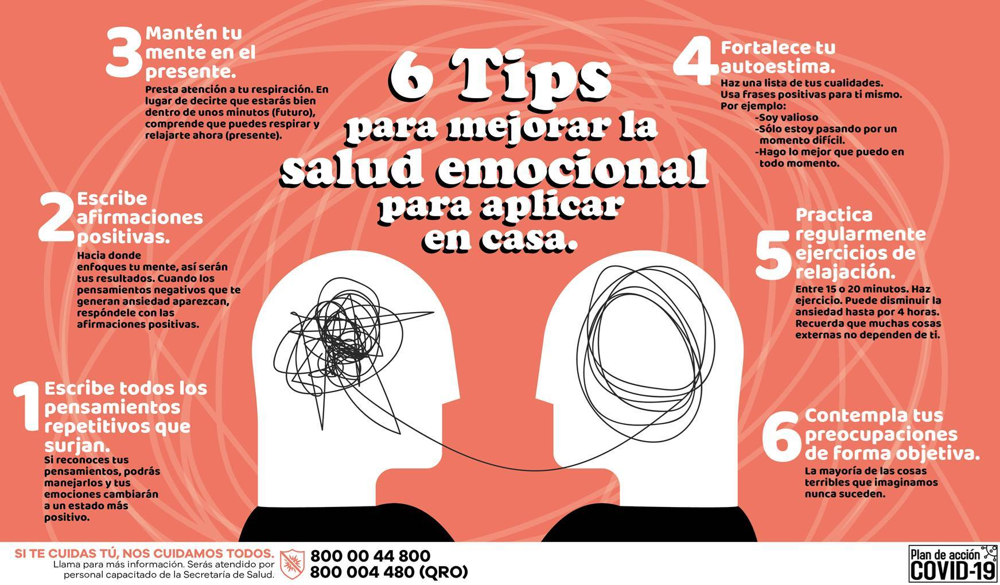 6 Tips
para mejorar la
salud emocional
para aplicar
en casa.
1
Escribe todos los
pensamientos
repetitivos que
surjan.
Si reconoces tus
pensamientos, podrás
manejarlos y tus
emociones cambiarán
a un estado más
positivo.
2
Escribe
afirmaciones
positivas.
Hacia donde
enfoques tu mente, así serán
tus resultados. Cuando los
pensamientos negativos que te
generan ansiedad aparezcan,
respóndele con las
afirmaciones positivas.
3
Mantén tu
mente en el
presente.
Presta atención a tu respiración. En
lugar de decirte que estarás bien
dentro de unos minutos (futuro),
comprende que puedes respirar y
relajarte ahora (presente).
4
Fortalece tu
autoestima.
Haz una lista de tus cualidades.
Usa frases positivas para ti mismo.
Por ejemplo:
-Soy valioso
-Sólo estoy pasando por un
momento difícil.
-Hago lo mejor que puedo en
todo momento.
5
Practica
regularmente
ejercicios de
relajación.
Entre 15 o 20 minutos. Haz
ejercicio. Puede disminuir la
ansiedad hasta por 4 horas.
Recuerda que muchas cosas
externas no dependen de ti.
6
Contempla tus
preocupaciones
de forma objetiva.
La mayoría de las cosas
terribles que imaginamos
nunca suceden.
SI TE CUIDAS TÚ, NOS CUIDAMOS TODOS.
Llama para más información. Serás atendido por
personal capacitado de la Secretaría de Salud.
800 00 44 800
800 004 480 (QRO)
Plan de acción
COVID-19